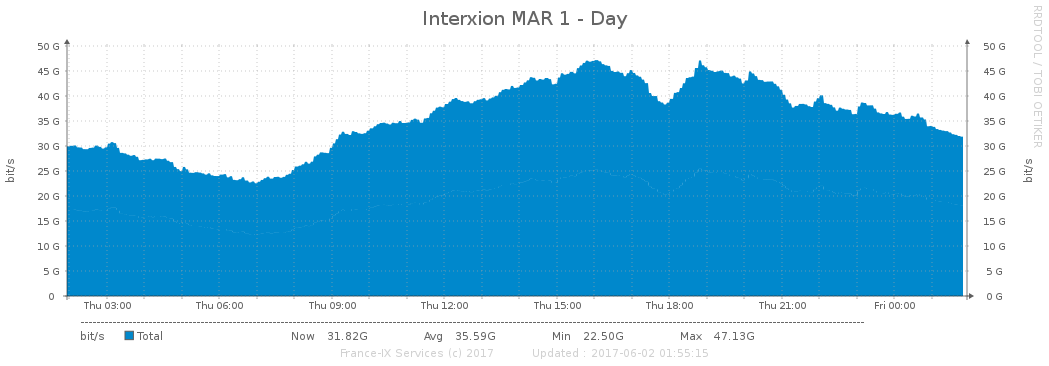 Interxion MAR 1 - Day
RRDTOOL / TOBI OETIKER
50 G 50 G
45 G 45 G
40 G 40 G
35 G 35 G
30 G 30 G
25 G 25 G
20 G 20 G
15 G 15 G
10 G 10 G
5 G 5 G
0 0 G
bit/s bit/s
Thu 03:00 Thu 06:00 Thu 09:00 Thu 12:00 Thu 15:00 Thu 18:00 Thu 21:00 Fri 00:00
bit/s Total Now 31.82G Avg 35.59G Min 22.50G Max 47.13G
France-IX Services (c) 2017 Updated : 2017-06-02 01:55:15